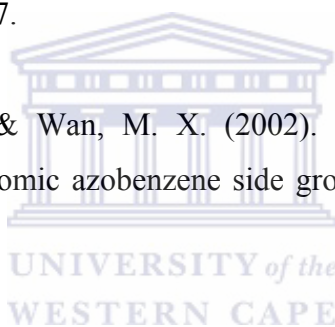 7.
& Wan, M. X. (2002).
omic azobenzene side gro
UNIVERSITY of the
WESTERN CAPE